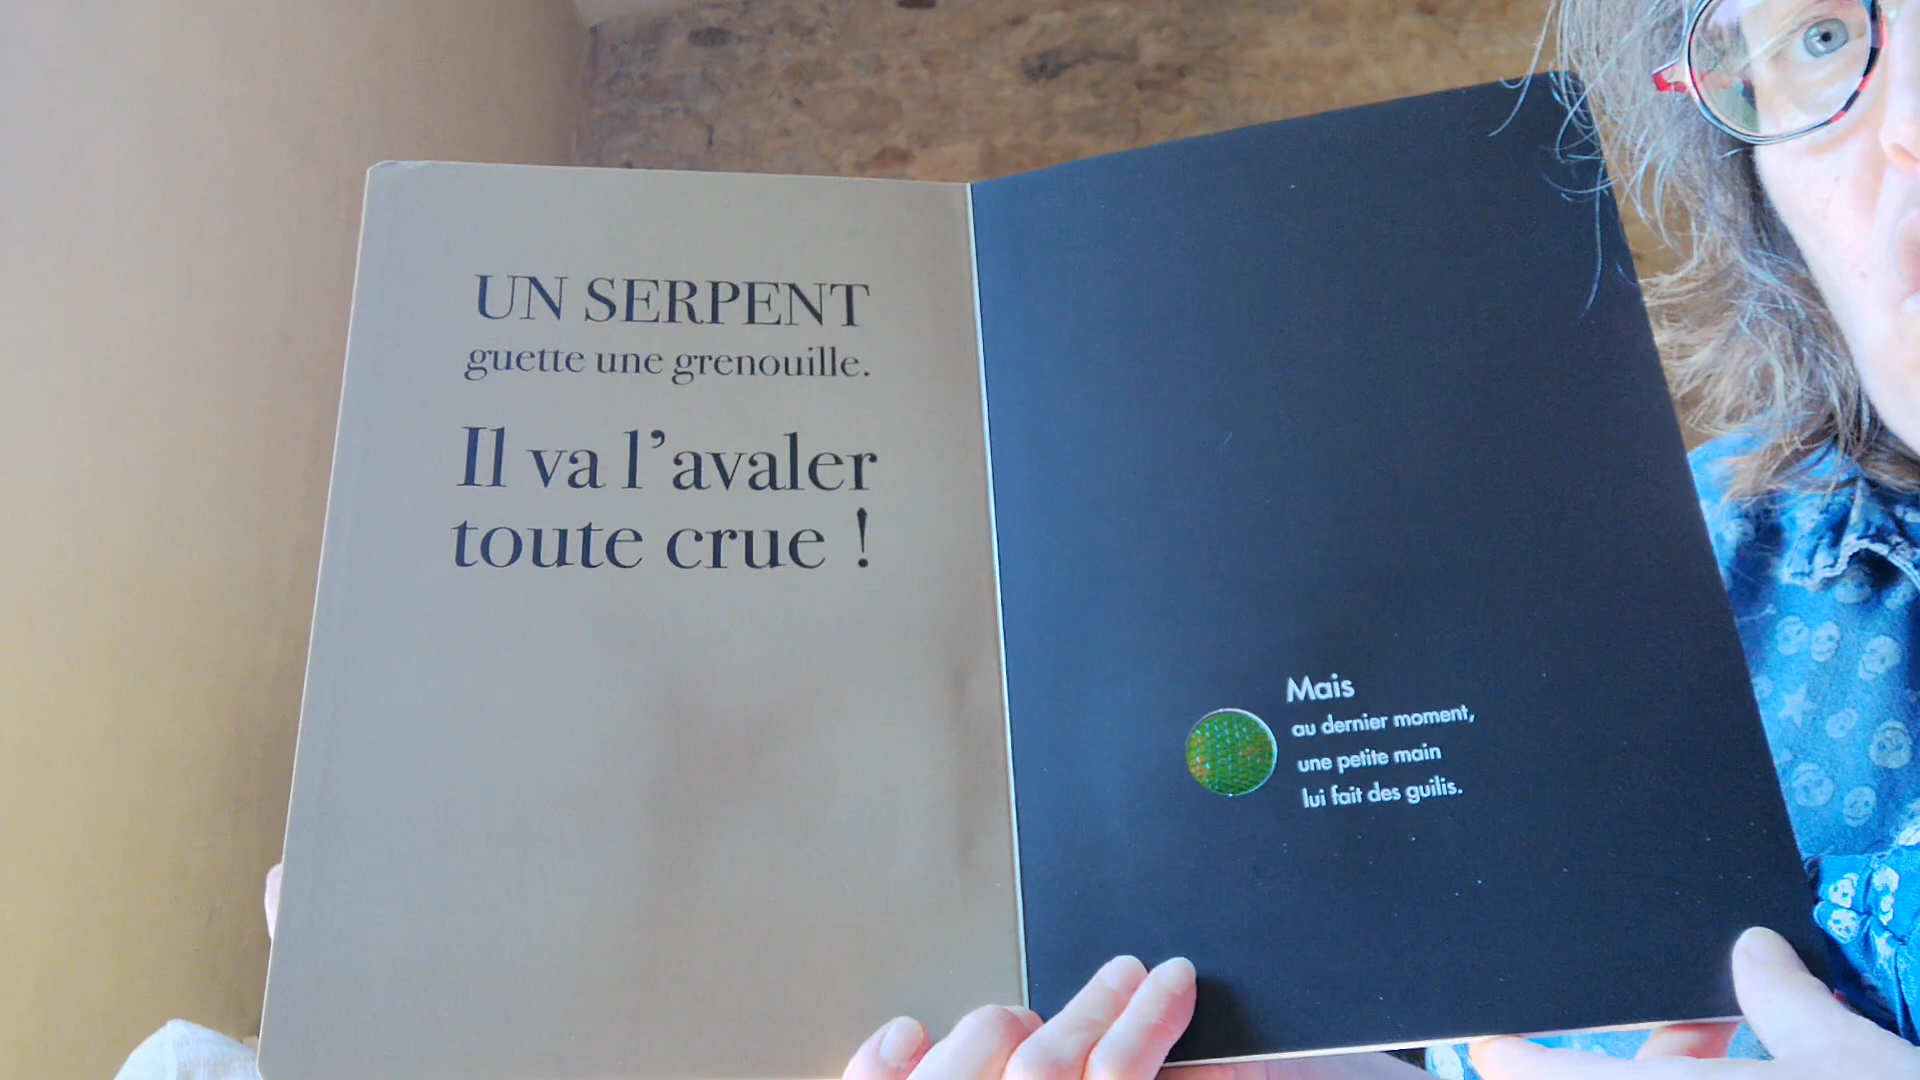 UN SERPENT
guette une grenouille.
Il va l’avaler
toute crue !
Mais
au dernier moment,
une petite main
lui fait des guilis.